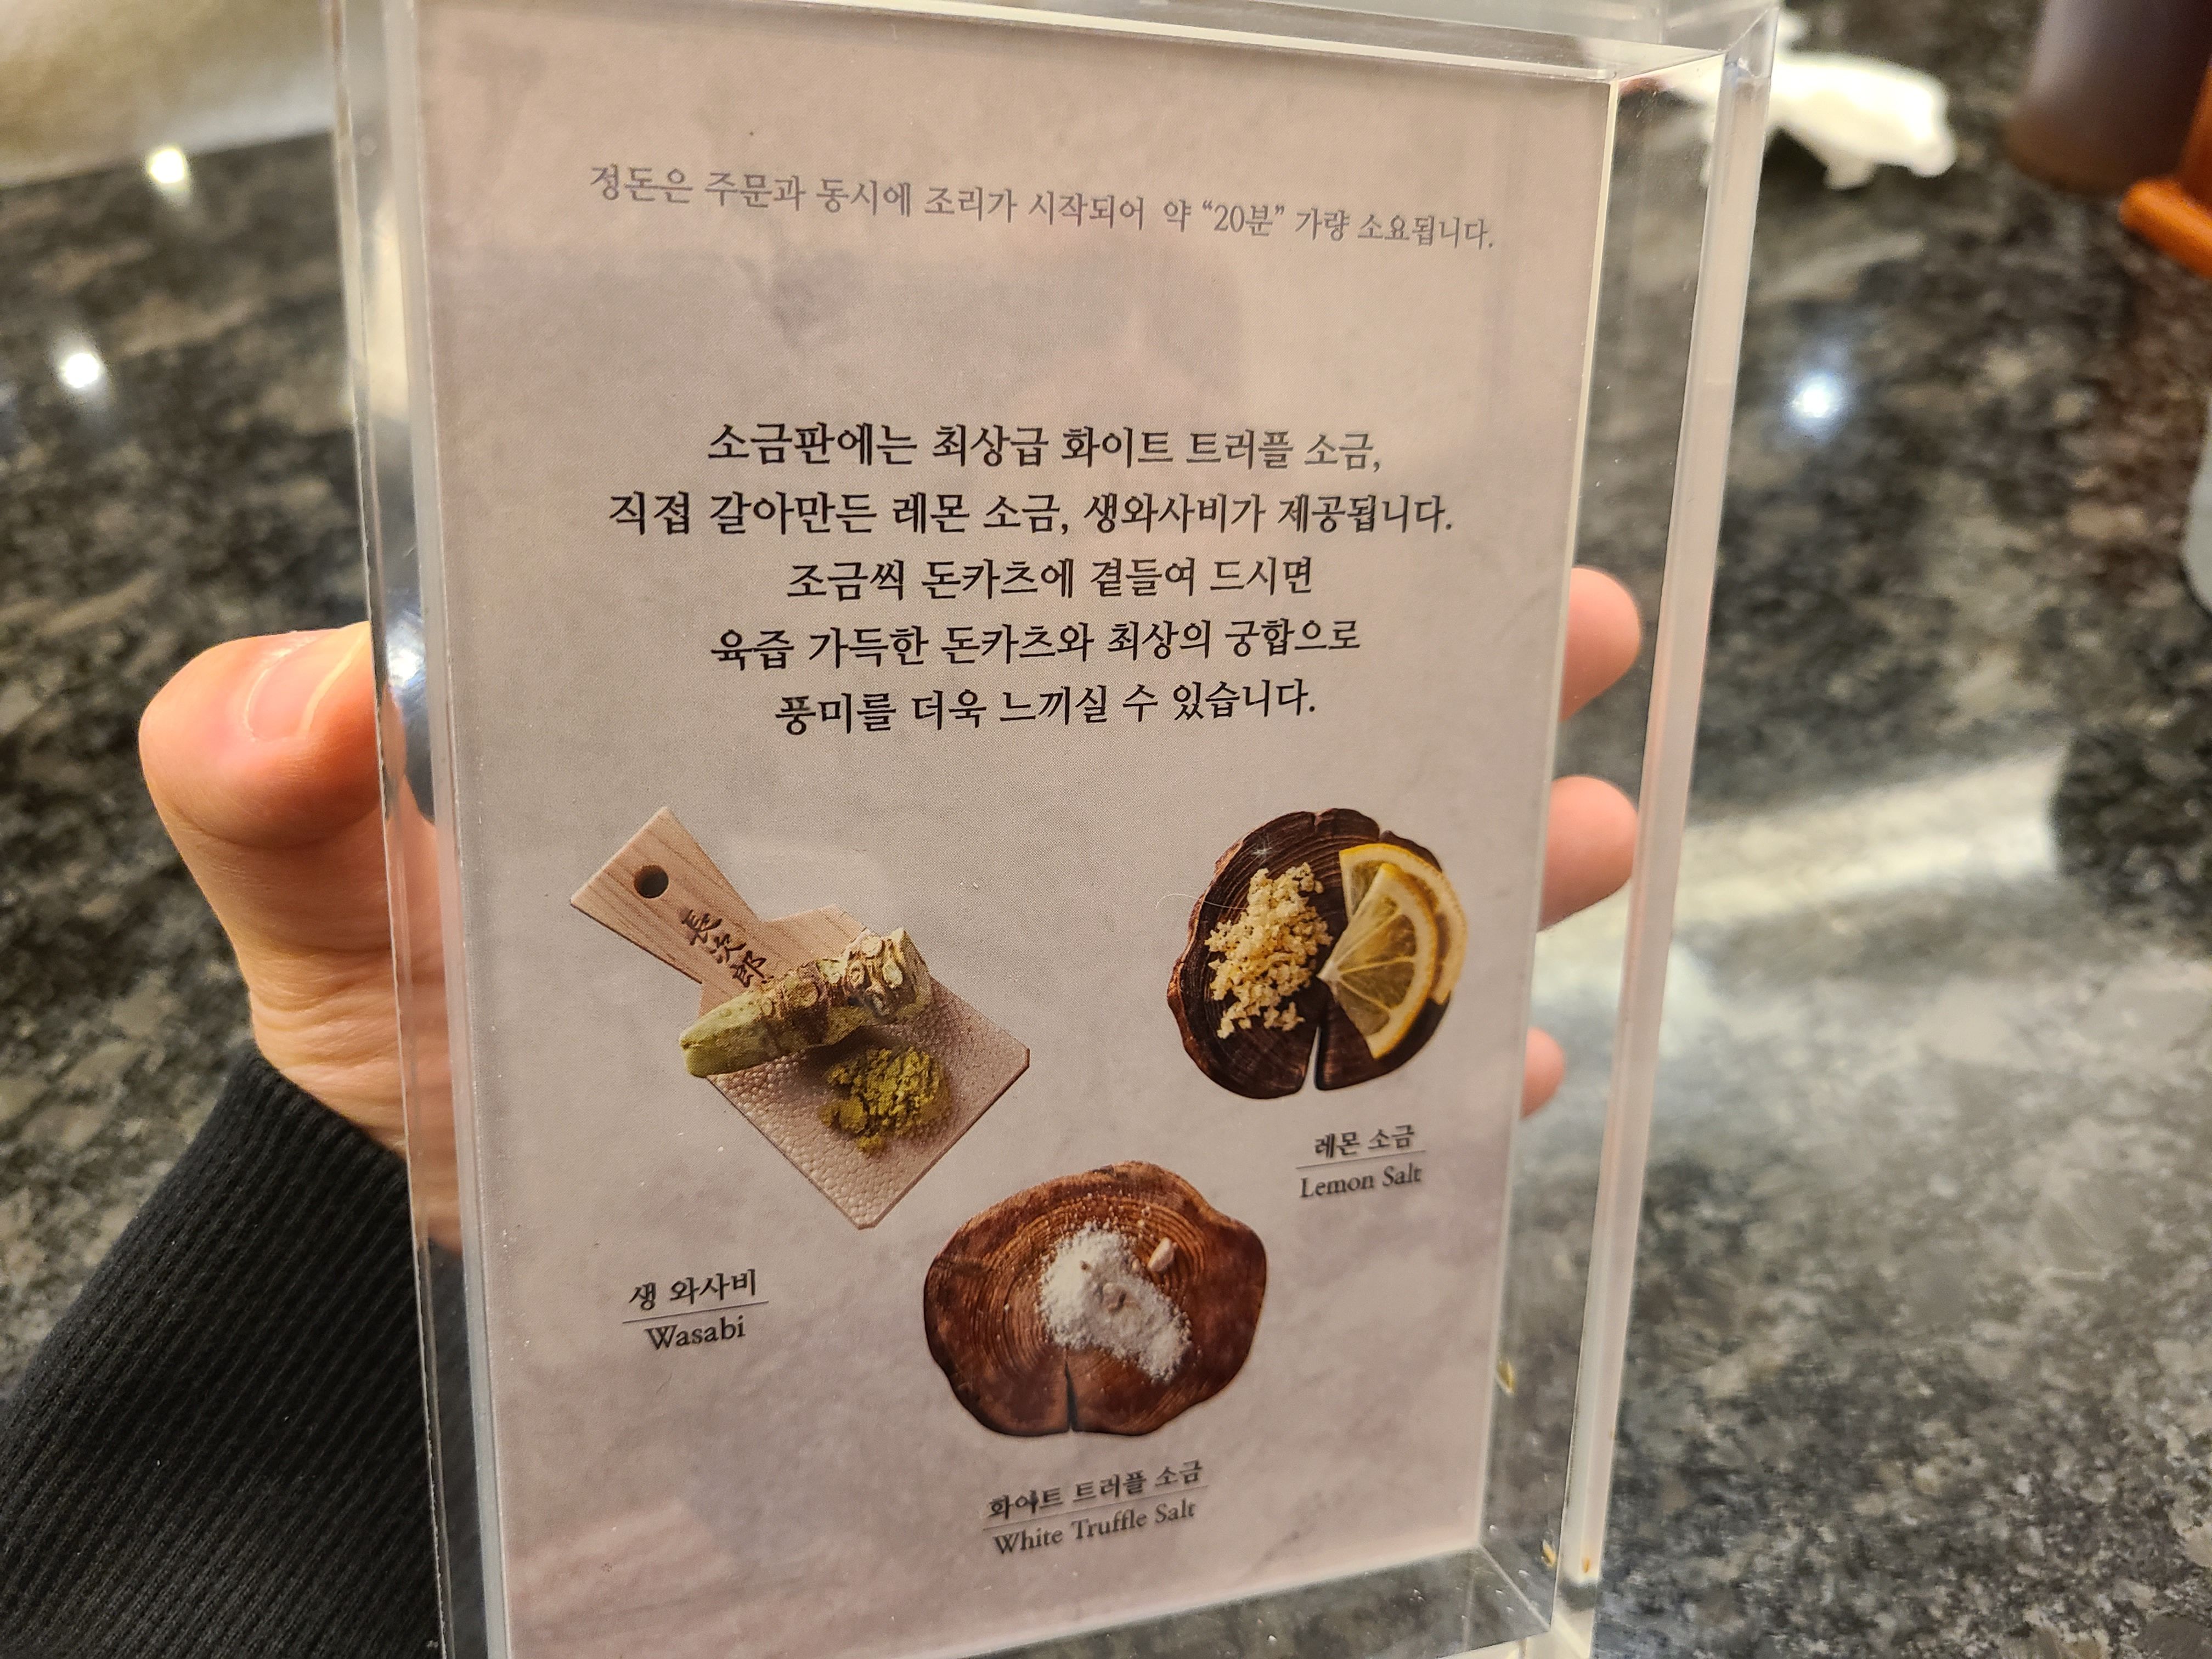 정돈은 주문과 동시에 조리가 시작되어 약 “20분” 가량 소요됩니다.
소금판에는 최상급 화이트 트러플 소금,
직접 갈아만든 레몬 소금, 생와사비가 제공됩니다.
조금씩 돈카츠에 곁들여 드시면
육즙 가득한 돈카츠와 최상의 궁합으로
풍미를 더욱 느끼실 수 있습니다.
長次郎
레몬 소금
Lemon Salt
생 와사비
Wasabi
화이트 트러플 소금
White Truffle Salt